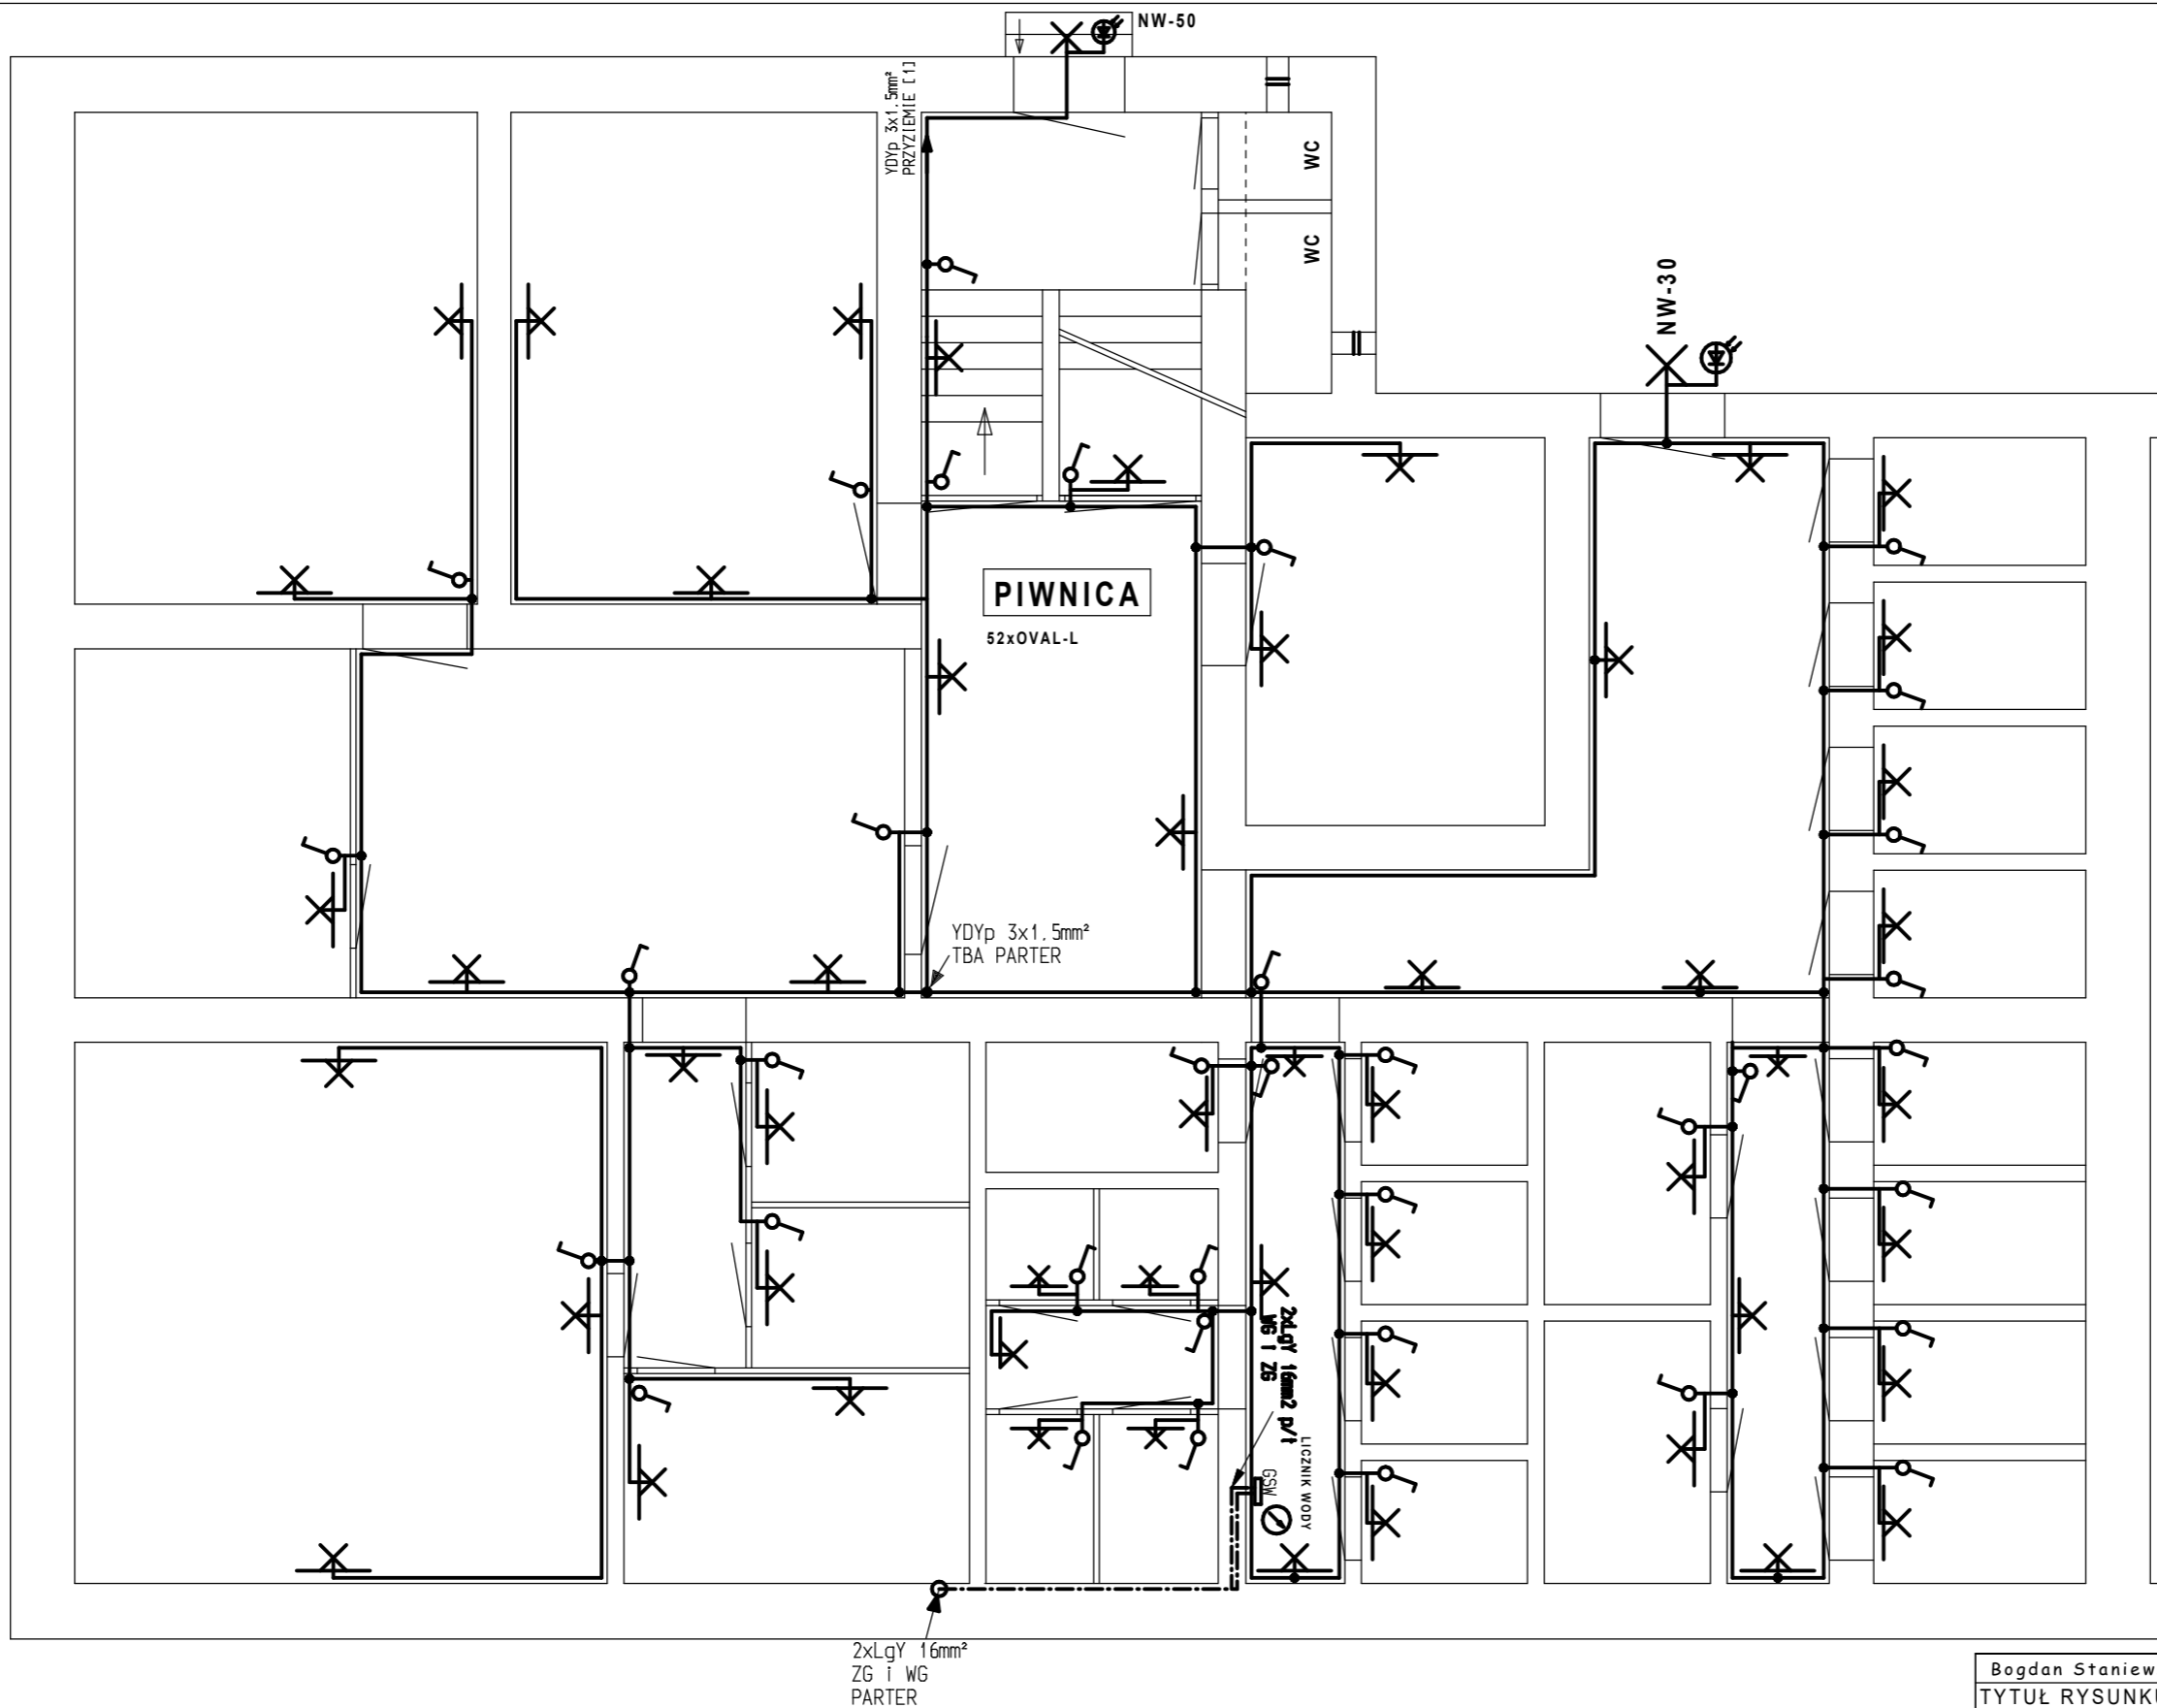 NW-50
YDYp 3x1,5mm²
PRZYZIEMIE [1]
WC
WC
NW-30
PIWNICA
52xOVAL-L
YDYp 3x1,5mm²
TBA PARTER
2xLgY 16mm2 p/t
WG i ZG
LICZNIK WODY
GSW
2xLgY 16mm²
ZG i WG
PARTER
Bogdan Staniew
TYTUŁ RYSUNKU